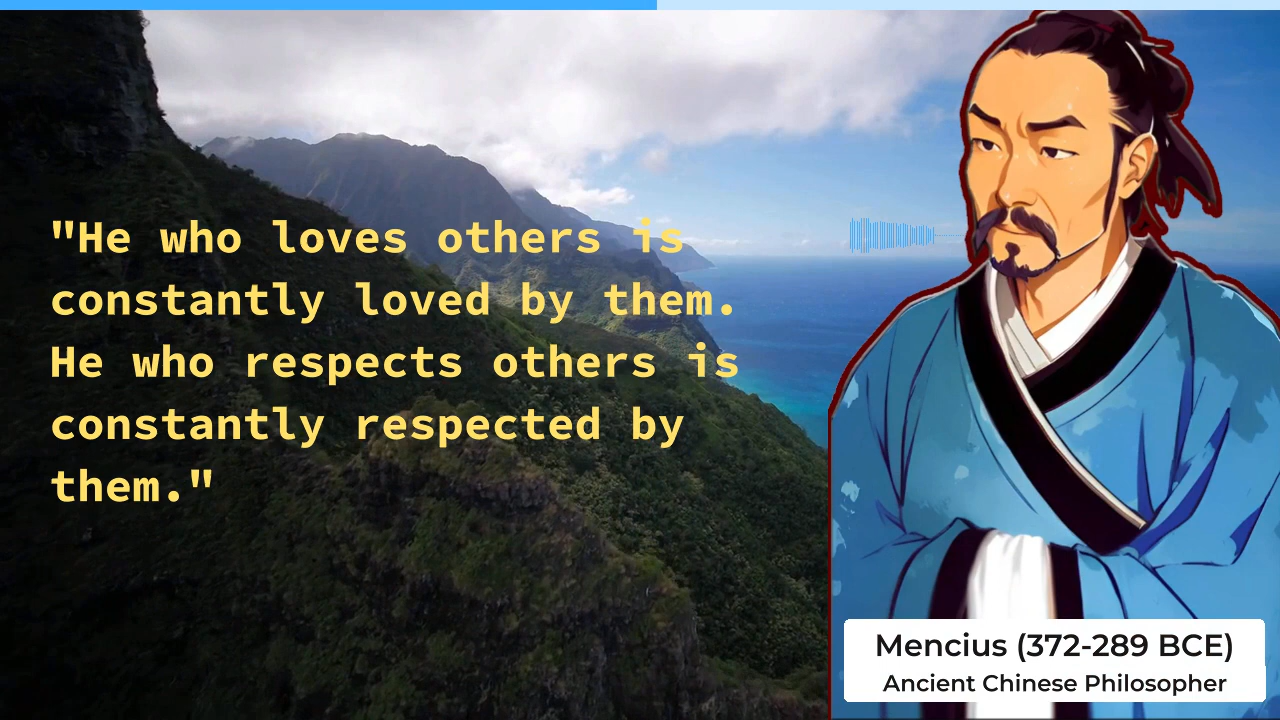 "He who loves others is
constantly loved by them.
He who respects others is
constantly respected by
them."
Mencius (372-289 BCE)
Ancient Chinese Philosopher